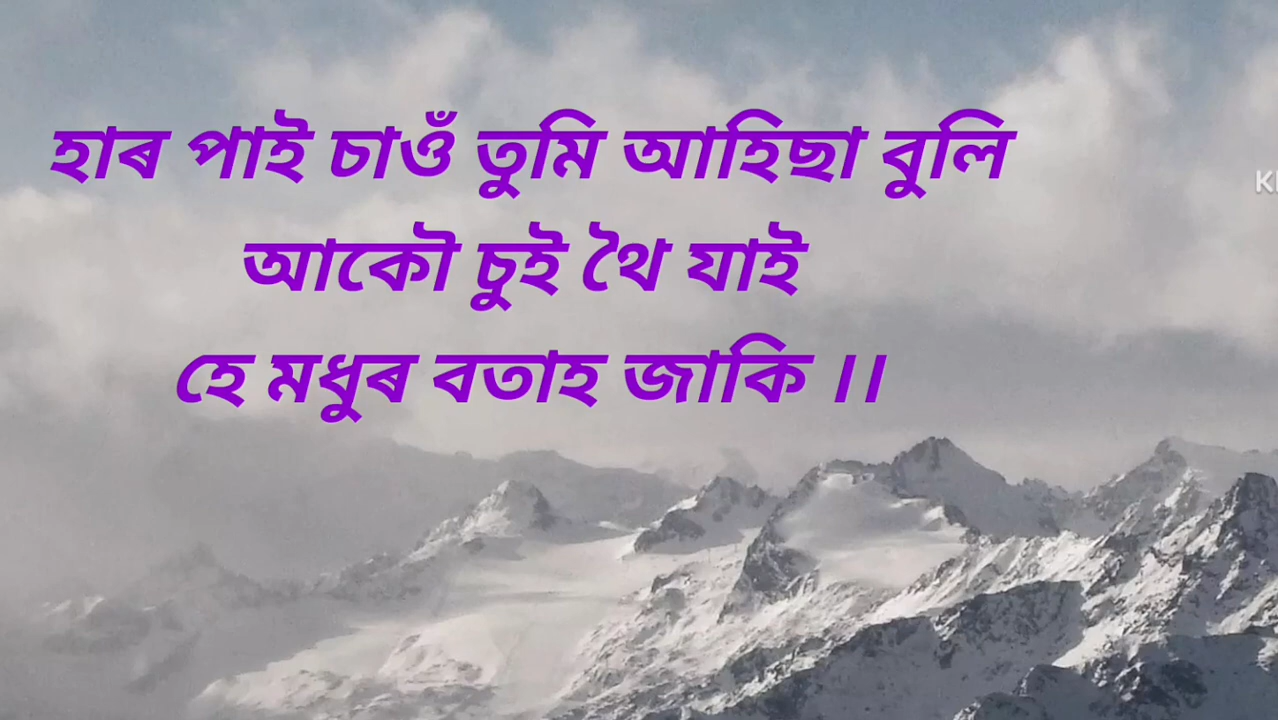 হাৰ পাই চাওঁ তুমি আহিছা বুলি
আকৌ চুই থৈ যাই
হে মধুৰ বতাহ জাকি ।।